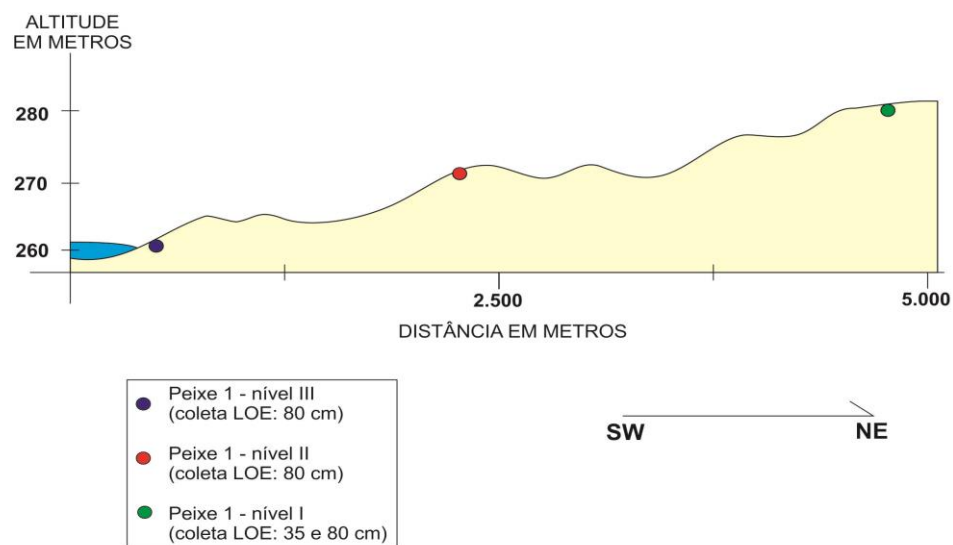 ALTITUDE
EM METROS
280
270
260
2.500
5.000
DISTÂNCIA EM METROS
Peixe 1 - nível III
(coleta LOE: 80 cm)
Peixe 1 - nível II
(coleta LOE: 80 cm)
Peixe 1 - nível I
(coleta LOE: 35 e 80 cm)
SW
NE